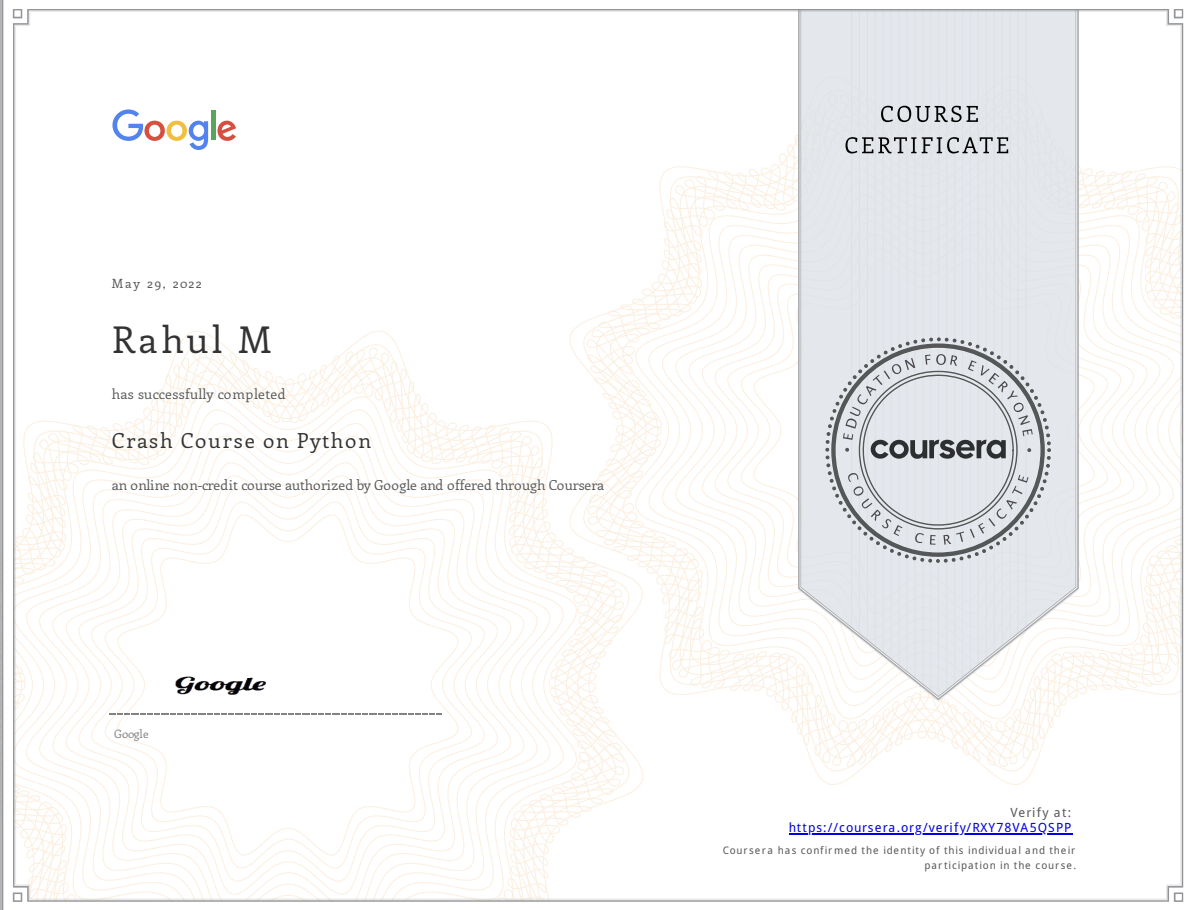 Google
COURSE
CERTIFICATE
May 29, 2022
Rahul M
has successfully completed
Crash Course on Python
an online non-credit course authorized by Google and offered through Coursera
EDUCATION FOR EVERYONE
coursera
COURSE CERTIFICATE
Google
Google
Verify at:
https://coursera.org/verify/RXY78VA5QSPP
Coursera has confirmed the identity of this individual and their
participation in the course.